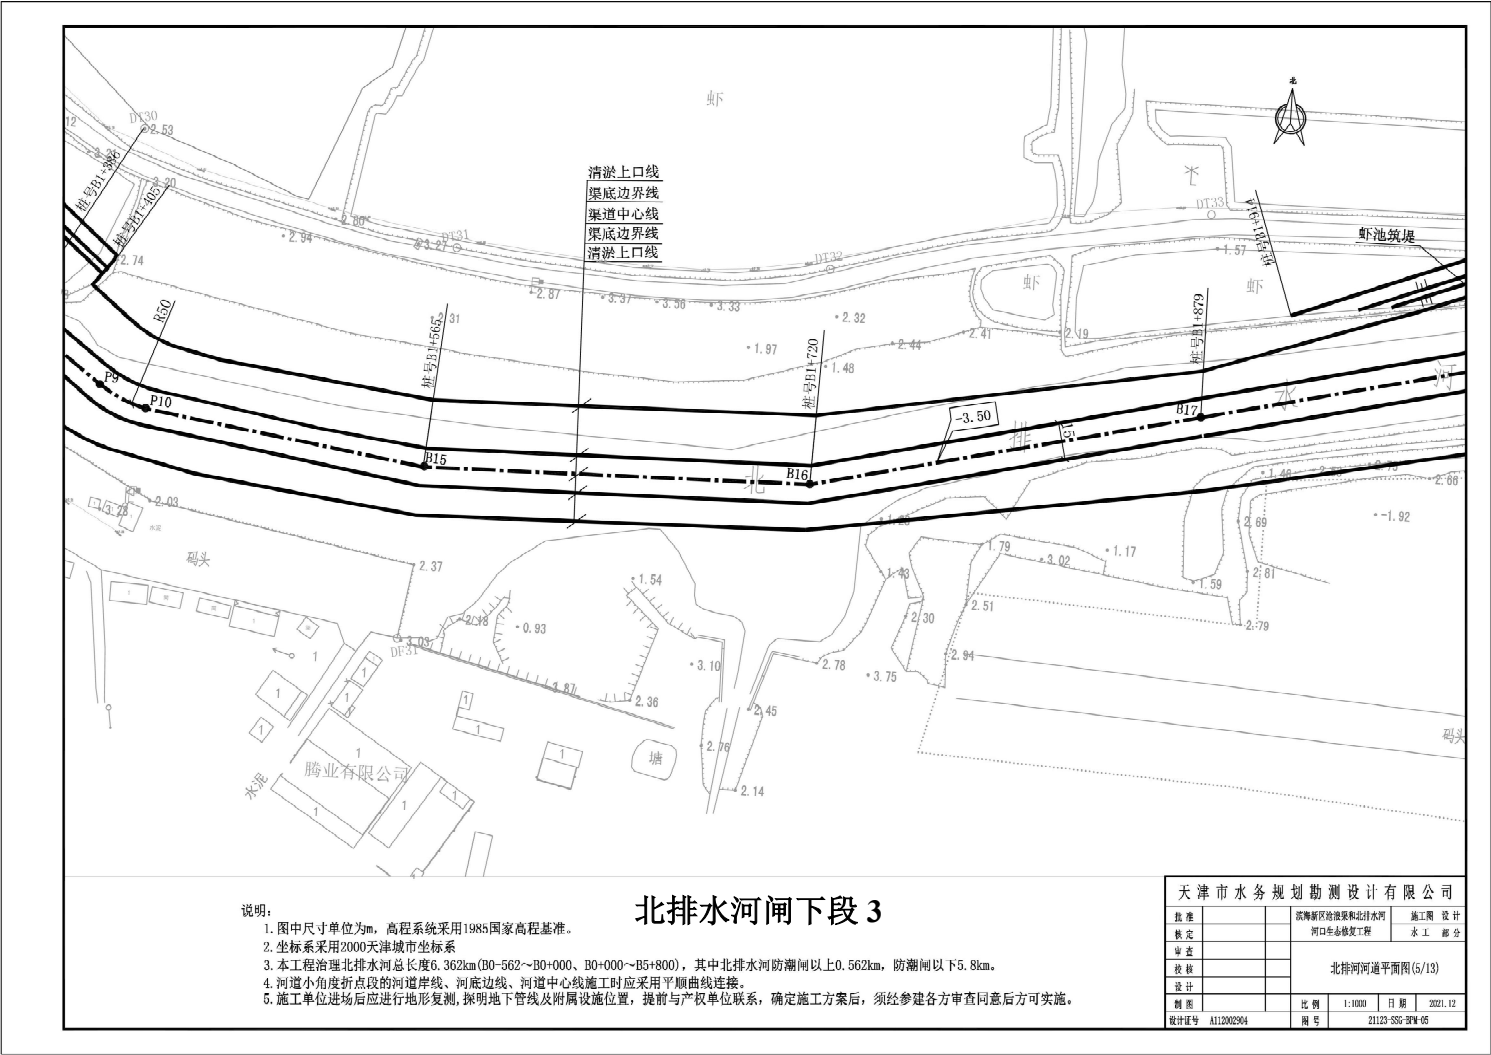 北
虾
DT30
2.53
12
3.20
桩号B1+386
桩号B1+405
2.74
2.94
3.27
DT31
清淤上口线
渠底边界线
渠道中心线
渠底边界线
清淤上口线
DT32
DT33
虾池筑堤
1.57
虾
虾
2.87
3.37
3.56
3.33
2.32
2.41
2.19
2.44
1.97
1.48
R50
2.31
桩号B1+565
桩号B1+720
桩号B1+879
P9
P10
B15
B16
B17
-3.50
15
北
排
水
河
2.03
3.28
水泥
码头
2.37
3.03
DF31
2.18
0.93
1.54
3.10
2.36
2.78
3.75
2.45
2.76
2.14
塘
1.43
2.30
1.79
3.02
1.17
2.51
2.94
1.59
2.69
2.81
2.79
-1.92
2.66
码头
1
1
1
1
1
1
1
1
1
1
1
1
腾业有限公司
水泥
北排水河闸下段 3
说明:
1.图中尺寸单位为m，高程系统采用1985国家高程基准。
2.坐标系采用2000天津城市坐标系
3.本工程治理北排水河总长度6.362km(B0-562～B0+000、B0+000～B5+800)，其中北排水河防潮闸以上0.562km，防潮闸以下5.8km。
4.河道小角度折点段的河道岸线、河底边线、河道中心线施工时应采用平顺曲线连接。
5.施工单位进场后应进行地形复测,探明地下管线及附属设施位置，提前与产权单位联系，确定施工方案后，须经参建各方审查同意后方可实施。
天津市水务规划勘测设计有限公司
批准
核定
审查
校核
设计
制图
设计证号 A112002904
滨海新区沧浪渠和北排水河
河口生态修复工程
施工图 设计
水工 部分
北排河河道平面图(5/13)
比例 1:1000 日期 2021.12
图号 21123-SSG-BPM-05